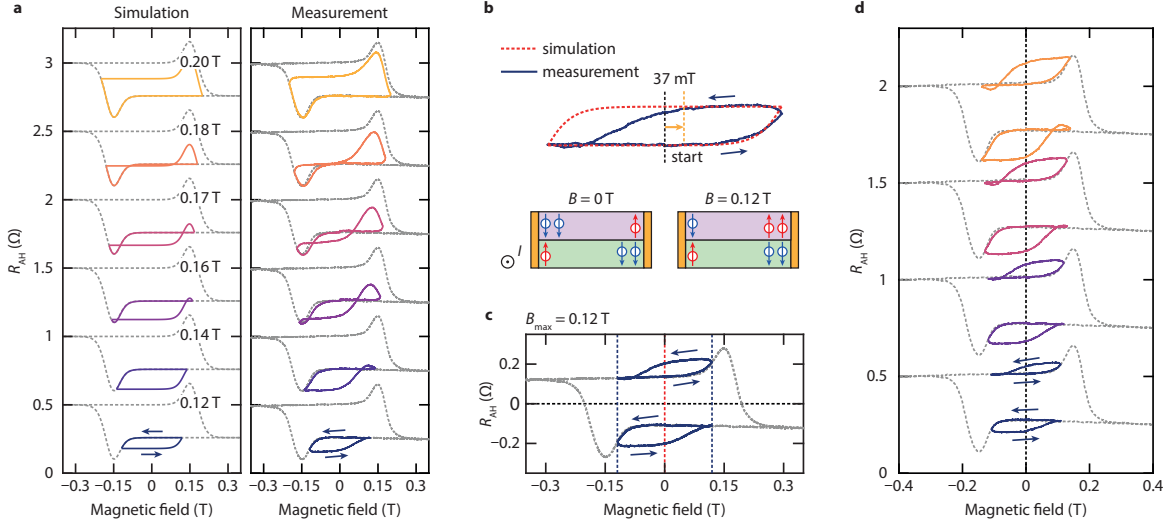 a
Simulation
Measurement
R_AH (Ω)
3
2.5
2
1.5
1
0.5
0
0.20 T
0.18 T
0.17 T
0.16 T
0.14 T
0.12 T
−0.3 −0.15 0 0.15 0.3
−0.3 −0.15 0 0.15 0.3
Magnetic field (T)
Magnetic field (T)
b
simulation
measurement
37 mT
start
B = 0 T
B = 0.12 T
I
c
B_max = 0.12 T
R_AH (Ω)
0.2
0
−0.2
−0.3 −0.15 0 0.15 0.3
Magnetic field (T)
d
R_AH (Ω)
2
1.5
1
0.5
0
−0.4 −0.2 0 0.2 0.4
Magnetic field (T)